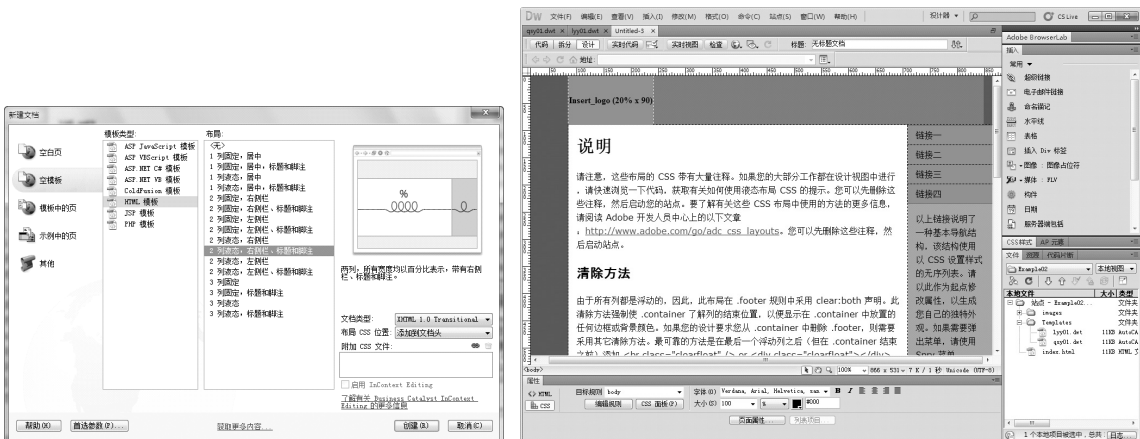 新建文档
空白页
空模板
模板中的页
示例中的页
其他
模板类型:
ASP JavaScript 模板
ASP VBScript 模板
ASP.NET C# 模板
ASP.NET VB 模板
ColdFusion 模板
HTML 模板
JSP 模板
PHP 模板
布局:
<无>
1 列固定，居中
1 列固定，居中，标题和脚注
1 列液态，居中
1 列液态，居中，标题和脚注
2 列固定，右侧栏
2 列固定，右侧栏、标题和脚注
2 列固定，左侧栏
2 列固定，左侧栏、标题和脚注
2 列液态，右侧栏
2 列液态，右侧栏、标题和脚注
2 列液态，左侧栏
2 列液态，左侧栏、标题和脚注
3 列固定
3 列固定，标题和脚注
3 列液态
3 列液态，标题和脚注
%
两列，所有宽度均以百分比表示，带有右侧
栏、标题和脚注。
文档类型: XHTML 1.0 Transitional
布局 CSS 位置: 添加到文档头
附加 CSS 文件:
启用 InContext Editing
了解有关 Business Catalyst InContext
Editing 的更多信息
帮助(H) 首选参数(P)... 获取更多内容... 创建(R) 取消(C)
DW 文件(F) 编辑(E) 查看(V) 插入(I) 修改(M) 格式(O) 命令(C) 站点(S) 窗口(W) 帮助(H) 设计器 CS Live
qsy01.dwt × lyy01.dwt × Untitled-3 ×
代码 拆分 设计 实时代码 实时视图 检查 标题: 无标题文档
地址:
Insert_logo (20% x 90)
说明
请注意，这些布局的 CSS 带有大量注释。如果您的大部分工作都在设计视图中进行
，请快速浏览一下代码，获取有关如何使用液态布局 CSS 的提示。您可以先删除这
些注释，然后启动您的站点。要了解有关这些 CSS 布局中使用的方法的更多信息，
请阅读 Adobe 开发人员中心上的以下文章
，http://www.adobe.com/go/adc_css_layouts。您可以先删除这些注释，然
后启动站点。
清除方法
由于所有列都是浮动的，因此，此布局在 .footer 规则中采用 clear:both 声明。此
清除方法强制使 .container 了解列的结束位置，以便显示在 .container 中放置的
任何边框或背景颜色。如果您的设计要求您从 .container 中删除 .footer，则需要
采用其它清除方法。最可靠的方法是在最后一个浮动列之后（但在 .container 结束
之前）添加 <br class="clearfloat" /> or <div class="clearfloat"></div>
链接一
链接二
链接三
链接四
以上链接说明了
一种基本导航结
构，该结构使用
以 CSS 设置样式
的无序列表。请
以此作为起点修
改属性，以生成
您自己的独特外
观。如果需要弹
出菜单，请使用
Spry 菜单
<body> 100% 866 x 531 7 K / 1 秒 Unicode (UTF-8)
属性
<> HTML 目标规则 body 字体(O) Verdana, Arial, Helvetica, san B I
CSS 编辑规则 CSS 面板(P) 大小(S) 100 % #000
页面属性... 列表项目...
Adobe BrowserLab
插入
常用
超级链接
电子邮件链接
命名锚记
水平线
表格
插入 Div 标签
图像 : 图像占位符
媒体 : FLV
构件
日期
服务器端包括
CSS样式 AP 元素
文件 资源 代码片断
Example02 本地视图
本地文件 大小 类型
站点 - Example02... 文件夹
images 文件夹
Templates 文件夹
lyy01.dwt 11KB AutoCA
qsy01.dwt 11KB AutoCA
index.html 11KB HTML 文
1 个本地项目被选中，总共: 日志...